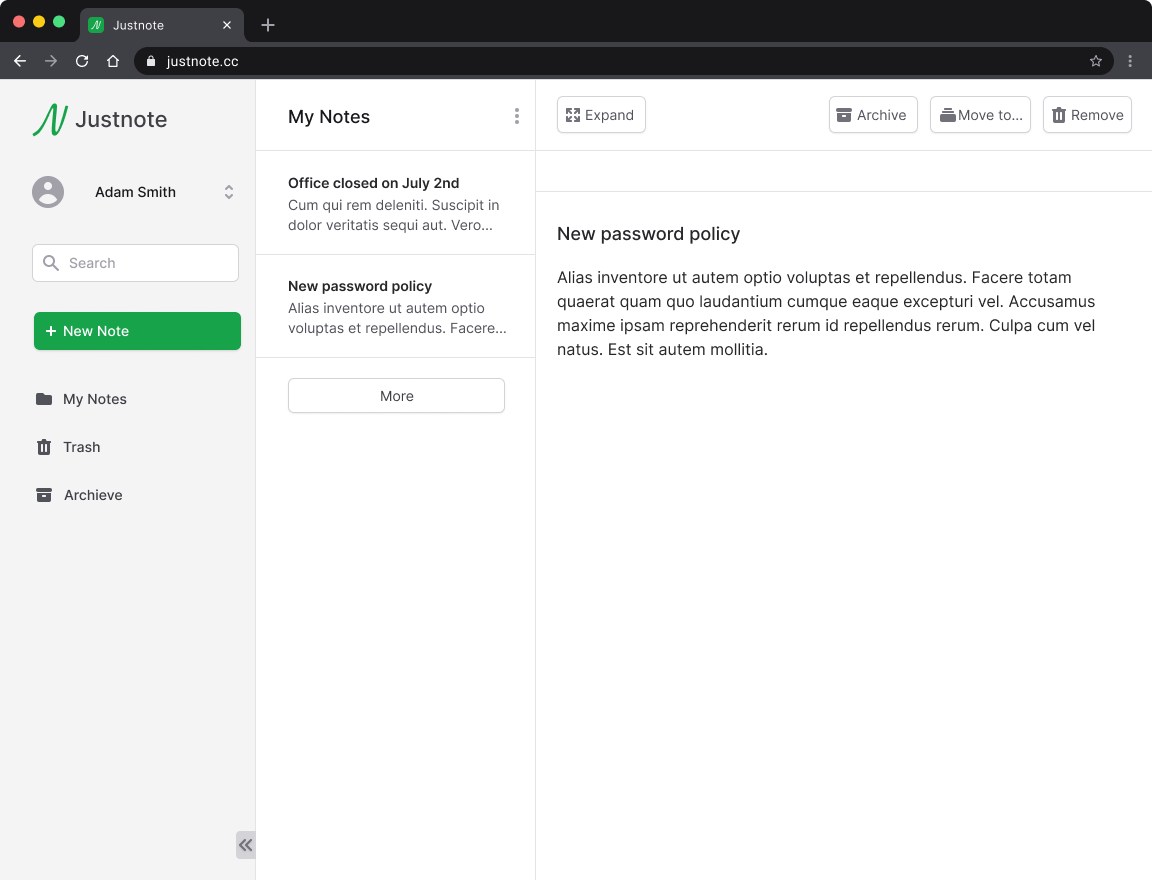 Justnote
justnote.cc
Justnote
Adam Smith
Search
+ New Note
My Notes
Trash
Archieve
My Notes
Office closed on July 2nd
Cum qui rem deleniti. Suscipit in
dolor veritatis sequi aut. Vero...
New password policy
Alias inventore ut autem optio
voluptas et repellendus. Facere...
More
Expand
Archive
Move to...
Remove
New password policy
Alias inventore ut autem optio voluptas et repellendus. Facere totam
quaerat quam quo laudantium cumque eaque excepturi vel. Accusamus
maxime ipsam reprehenderit rerum id repellendus rerum. Culpa cum vel
natus. Est sit autem mollitia.